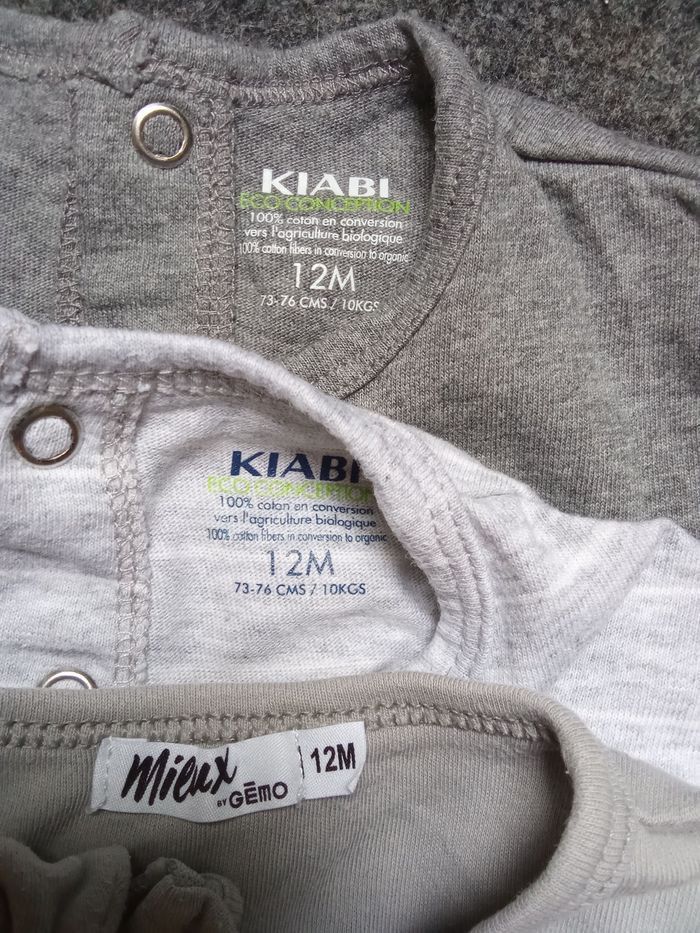 KIABI
ECO CONCEPTION
100% coton en conversion
vers l'agriculture biologique
100% cotton fibers in conversion to organic
12M
73-76 CMS / 10KGS
KIABI
ECO CONCEPTION
100% coton en conversion
vers l'agriculture biologique
100% cotton fibers in conversion to organic
12M
73-76 CMS / 10KGS
Mieux
BY GĒMO
12M